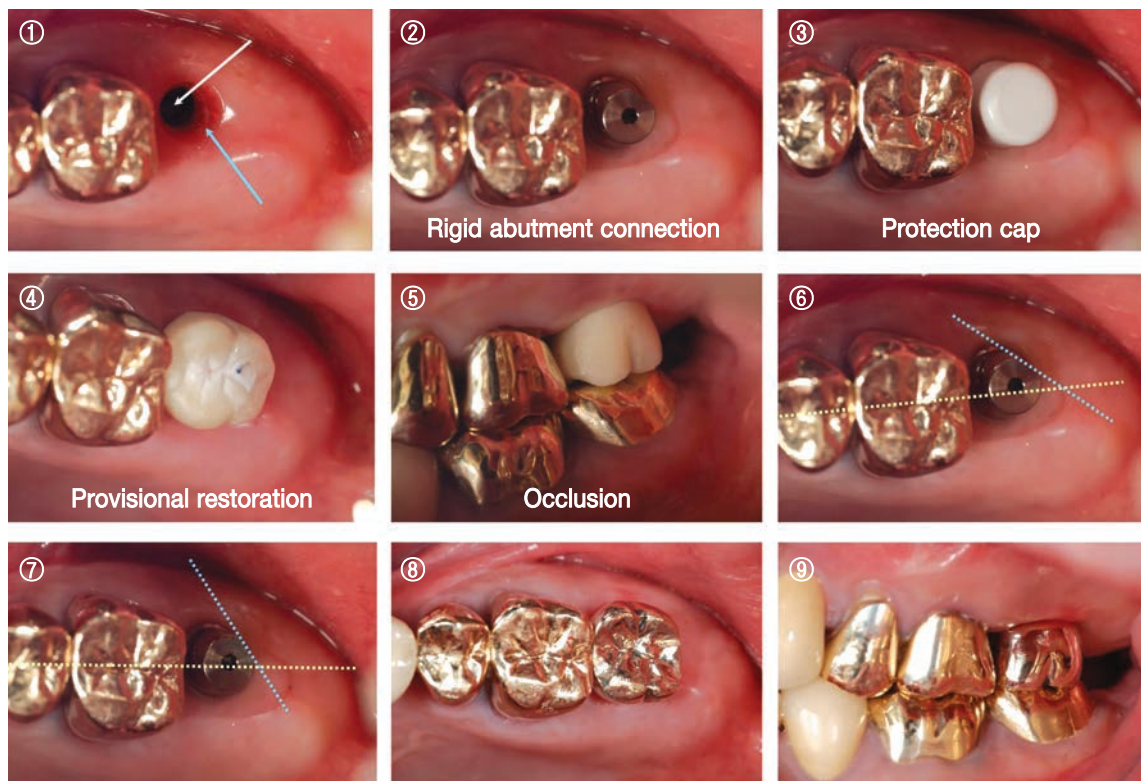 ①
②
Rigid abutment connection
③
Protection cap
④
Provisional restoration
⑤
Occlusion
⑥
⑦
⑧
⑨